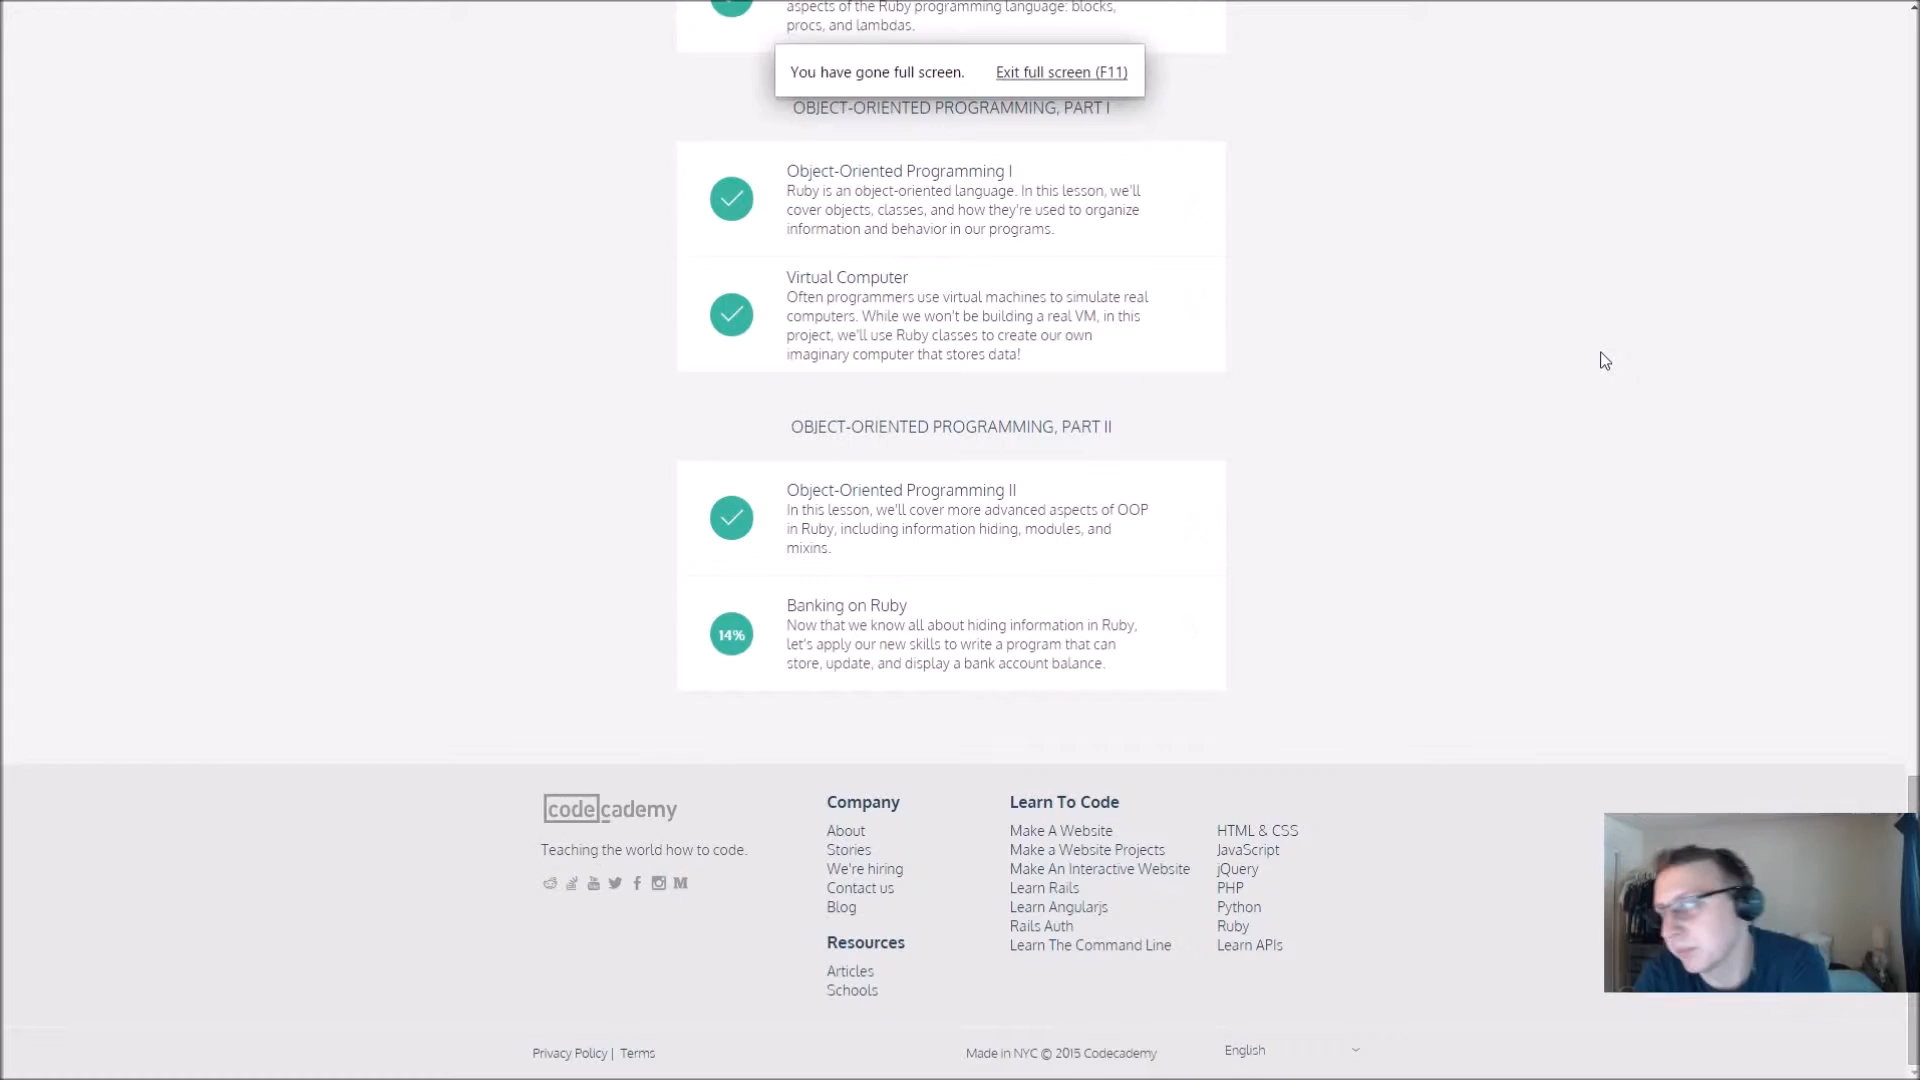 aspects of the Ruby programming language: blocks,
procs, and lambdas.
You have gone full screen. Exit full screen (F11)
OBJECT-ORIENTED PROGRAMMING, PART I
Object-Oriented Programming I
Ruby is an object-oriented language. In this lesson, we'll
cover objects, classes, and how they're used to organize
information and behavior in our programs.
Virtual Computer
Often programmers use virtual machines to simulate real
computers. While we won't be building a real VM, in this
project, we'll use Ruby classes to create our own
imaginary computer that stores data!
OBJECT-ORIENTED PROGRAMMING, PART II
Object-Oriented Programming II
In this lesson, we'll cover more advanced aspects of OOP
in Ruby, including information hiding, modules, and
mixins.
14%
Banking on Ruby
Now that we know all about hiding information in Ruby,
let's apply our new skills to write a program that can
store, update, and display a bank account balance.
codecademy
Teaching the world how to code.
Company
About
Stories
We're hiring
Contact us
Blog
Resources
Articles
Schools
Learn To Code
Make A Website
Make a Website Projects
Make An Interactive Website
Learn Rails
Learn Angularjs
Rails Auth
Learn The Command Line
HTML & CSS
JavaScript
jQuery
PHP
Python
Ruby
Learn APIs
Privacy Policy | Terms
Made in NYC © 2015 Codecademy
English